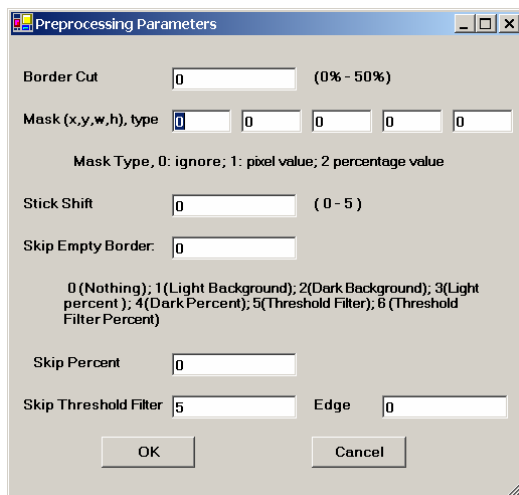 Preprocessing Parameters
Border Cut 0 (0% - 50%)
Mask (x,y,w,h), type 0 0 0 0 0
Mask Type, 0: ignore; 1: pixel value; 2 percentage value
Stick Shift 0 ( 0 - 5 )
Skip Empty Border: 0
0 (Nothing); 1(Light Background); 2(Dark Background); 3(Light
percent ); 4(Dark Percent); 5(Threshold Filter); 6 (Threshold
Filter Percent)
Skip Percent 0
Skip Threshold Filter 5 Edge 0
OK Cancel